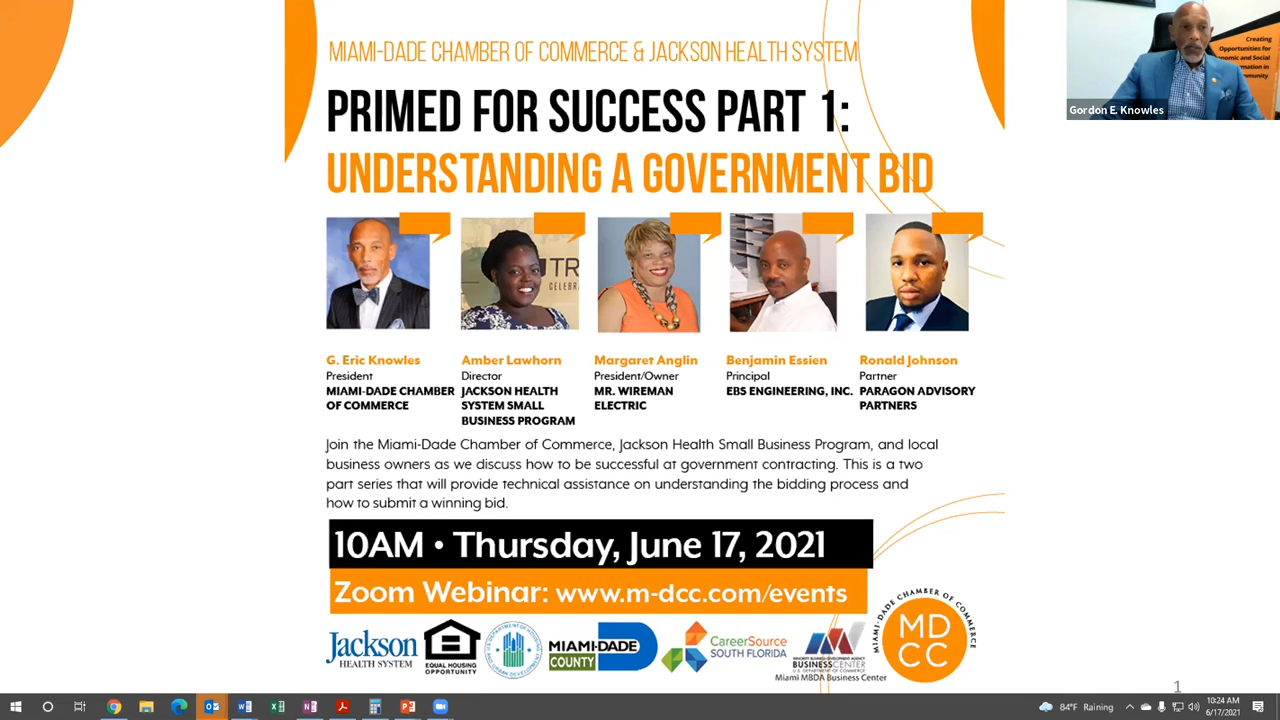 MIAMI-DADE CHAMBER OF COMMERCE & JACKSON HEALTH SYSTEM
PRIMED FOR SUCCESS PART 1:
UNDERSTANDING A GOVERNMENT BID
Creating
Opportunities for
Gordon E. Knowles
G. Eric Knowles
President
MIAMI-DADE CHAMBER
OF COMMERCE
Amber Lawhorn
Director
JACKSON HEALTH
SYSTEM SMALL
BUSINESS PROGRAM
Margaret Anglin
President/Owner
MR. WIREMAN
ELECTRIC
Benjamin Essien
Principal
EBS ENGINEERING, INC.
Ronald Johnson
Partner
PARAGON ADVISORY
PARTNERS
Join the Miami-Dade Chamber of Commerce, Jackson Health Small Business Program, and local
business owners as we discuss how to be successful at government contracting. This is a two
part series that will provide technical assistance on understanding the bidding process and
how to submit a winning bid.
10AM • Thursday, June 17, 2021
Zoom Webinar: www.m-dcc.com/events
Jackson
HEALTH SYSTEM
EQUAL HOUSING
OPPORTUNITY
MIAMI-DADE
COUNTY
CareerSource
SOUTH FLORIDA
MINORITY BUSINESS DEVELOPMENT AGENCY
BUSINESS CENTER
U.S. DEPARTMENT OF COMMERCE
Miami MBDA Business Center
MIAMI-DADE CHAMBER OF COMMERCE
MD
CC
1
84°F Raining
10:24 AM
6/17/2021